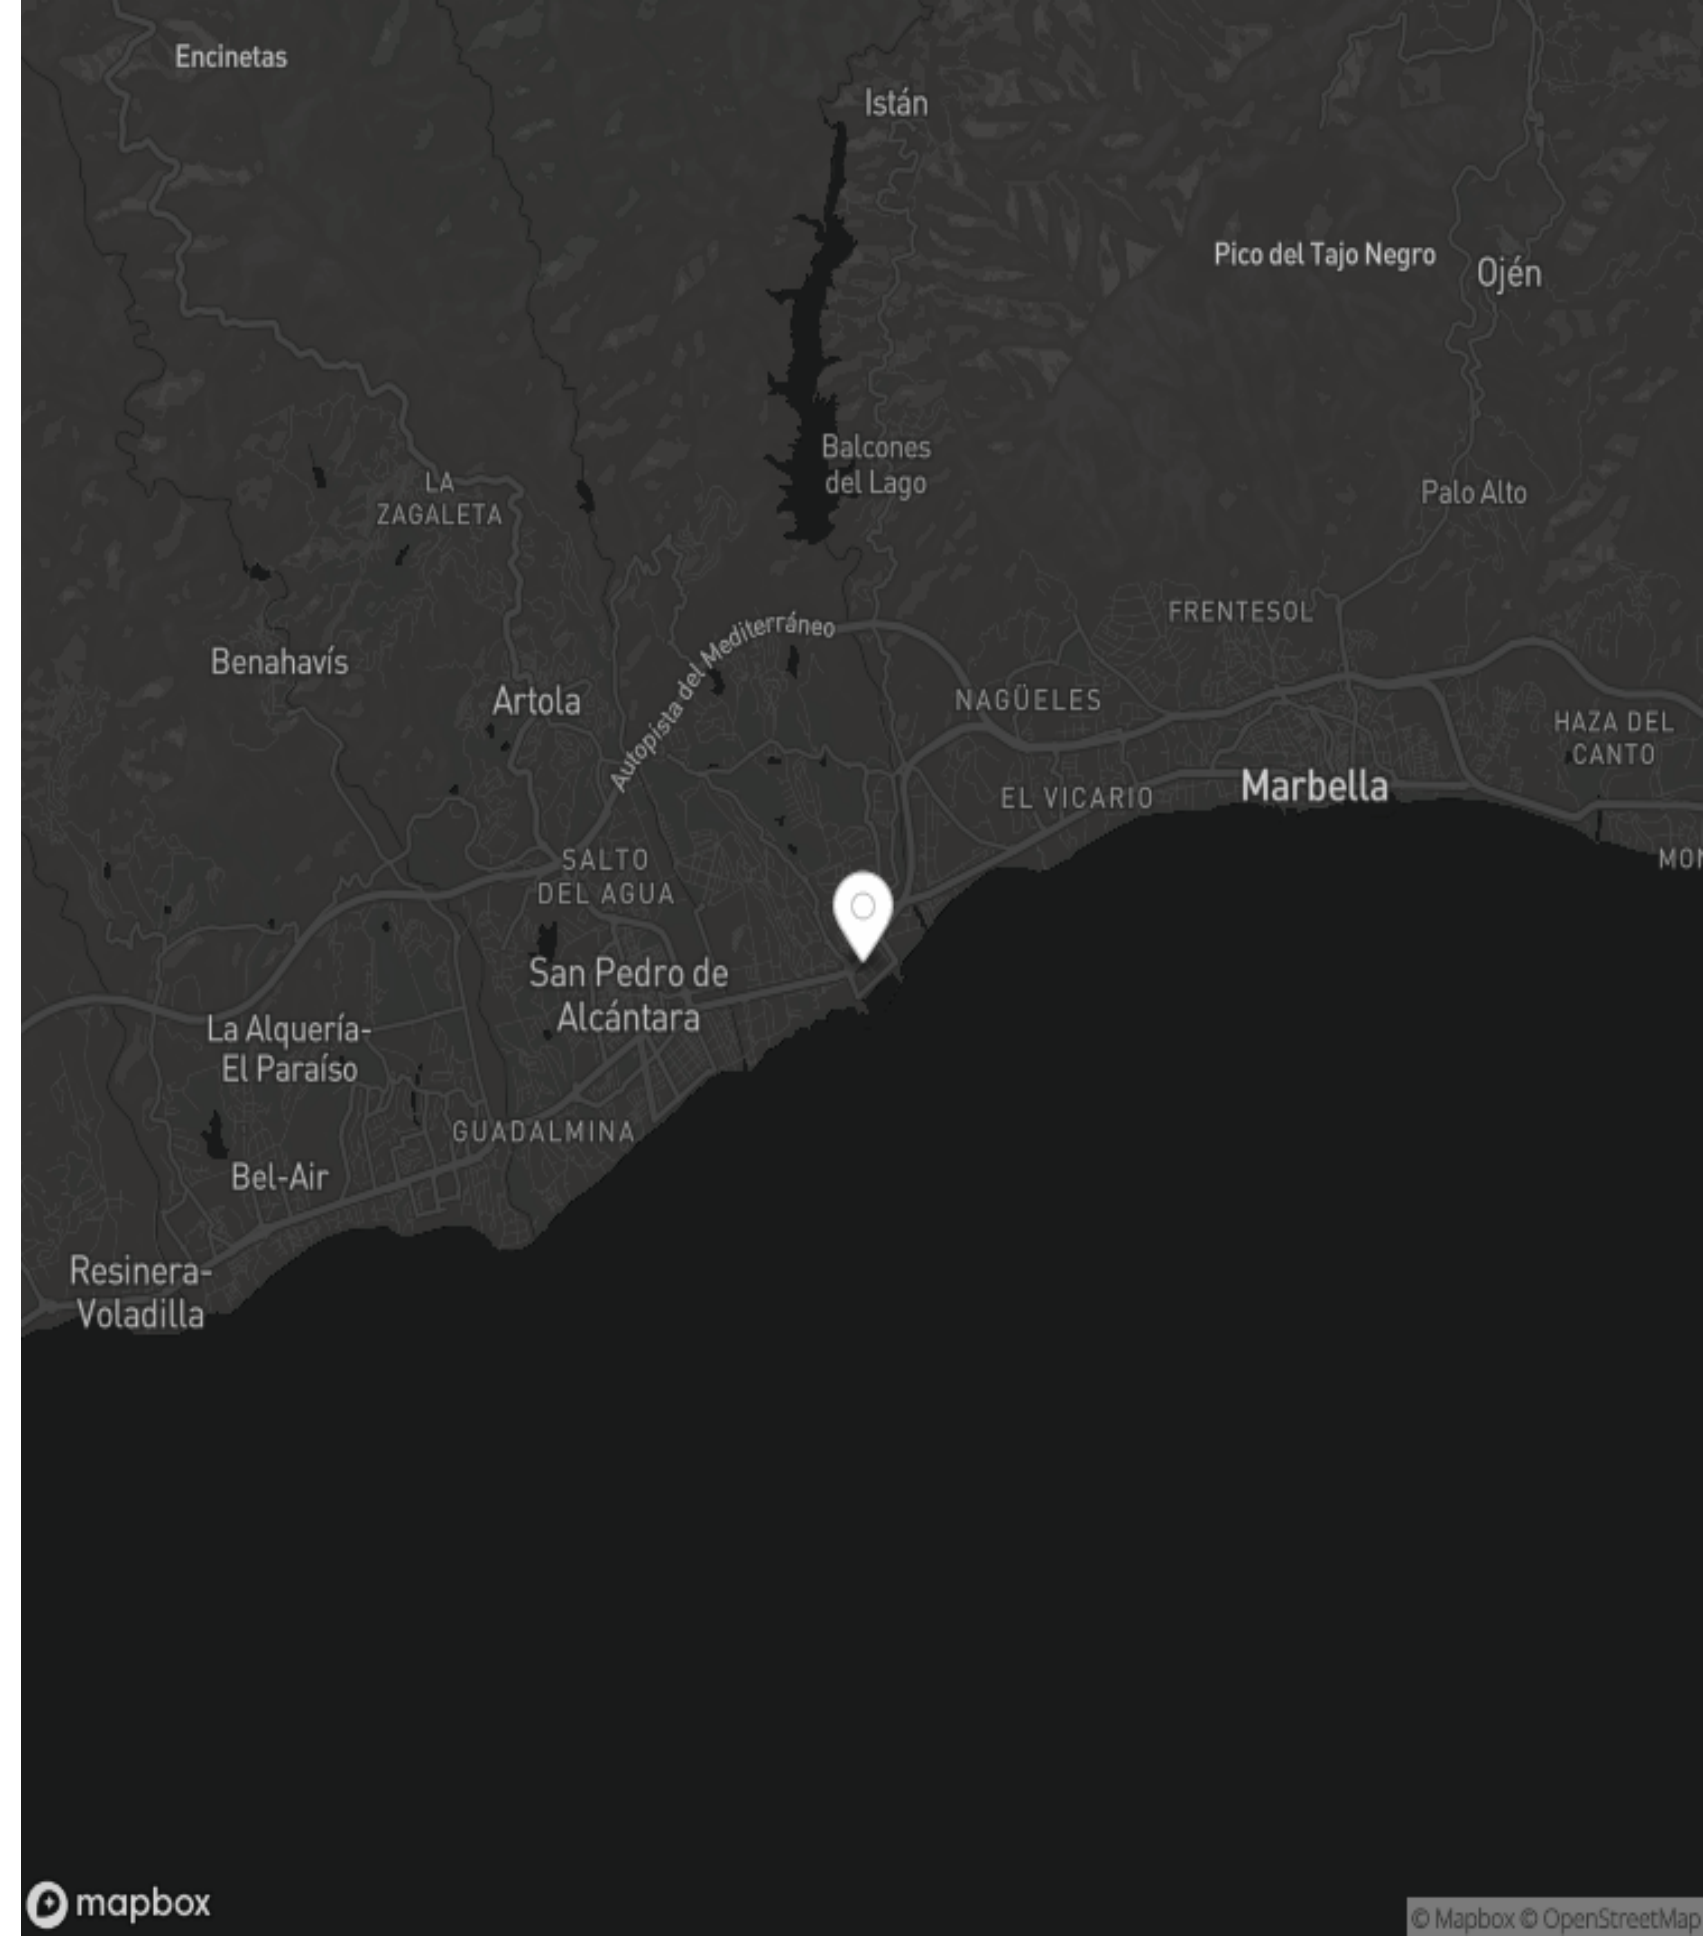 Encinetas
Istán
Pico del Tajo Negro
Ojén
Balcones
del Lago
LA
ZAGALETA
Palo Alto
FRENTESOL
Autopista del Mediterráneo
Benahavís
Artola
NAGÜELES
HAZA DEL
CANTO
EL VICARIO
Marbella
SALTO
DEL AGUA
MON
San Pedro de
Alcántara
La Alquería-
El Paraíso
GUADALMINA
Bel-Air
Resinera-
Voladilla
mapbox
© Mapbox © OpenStreetMap